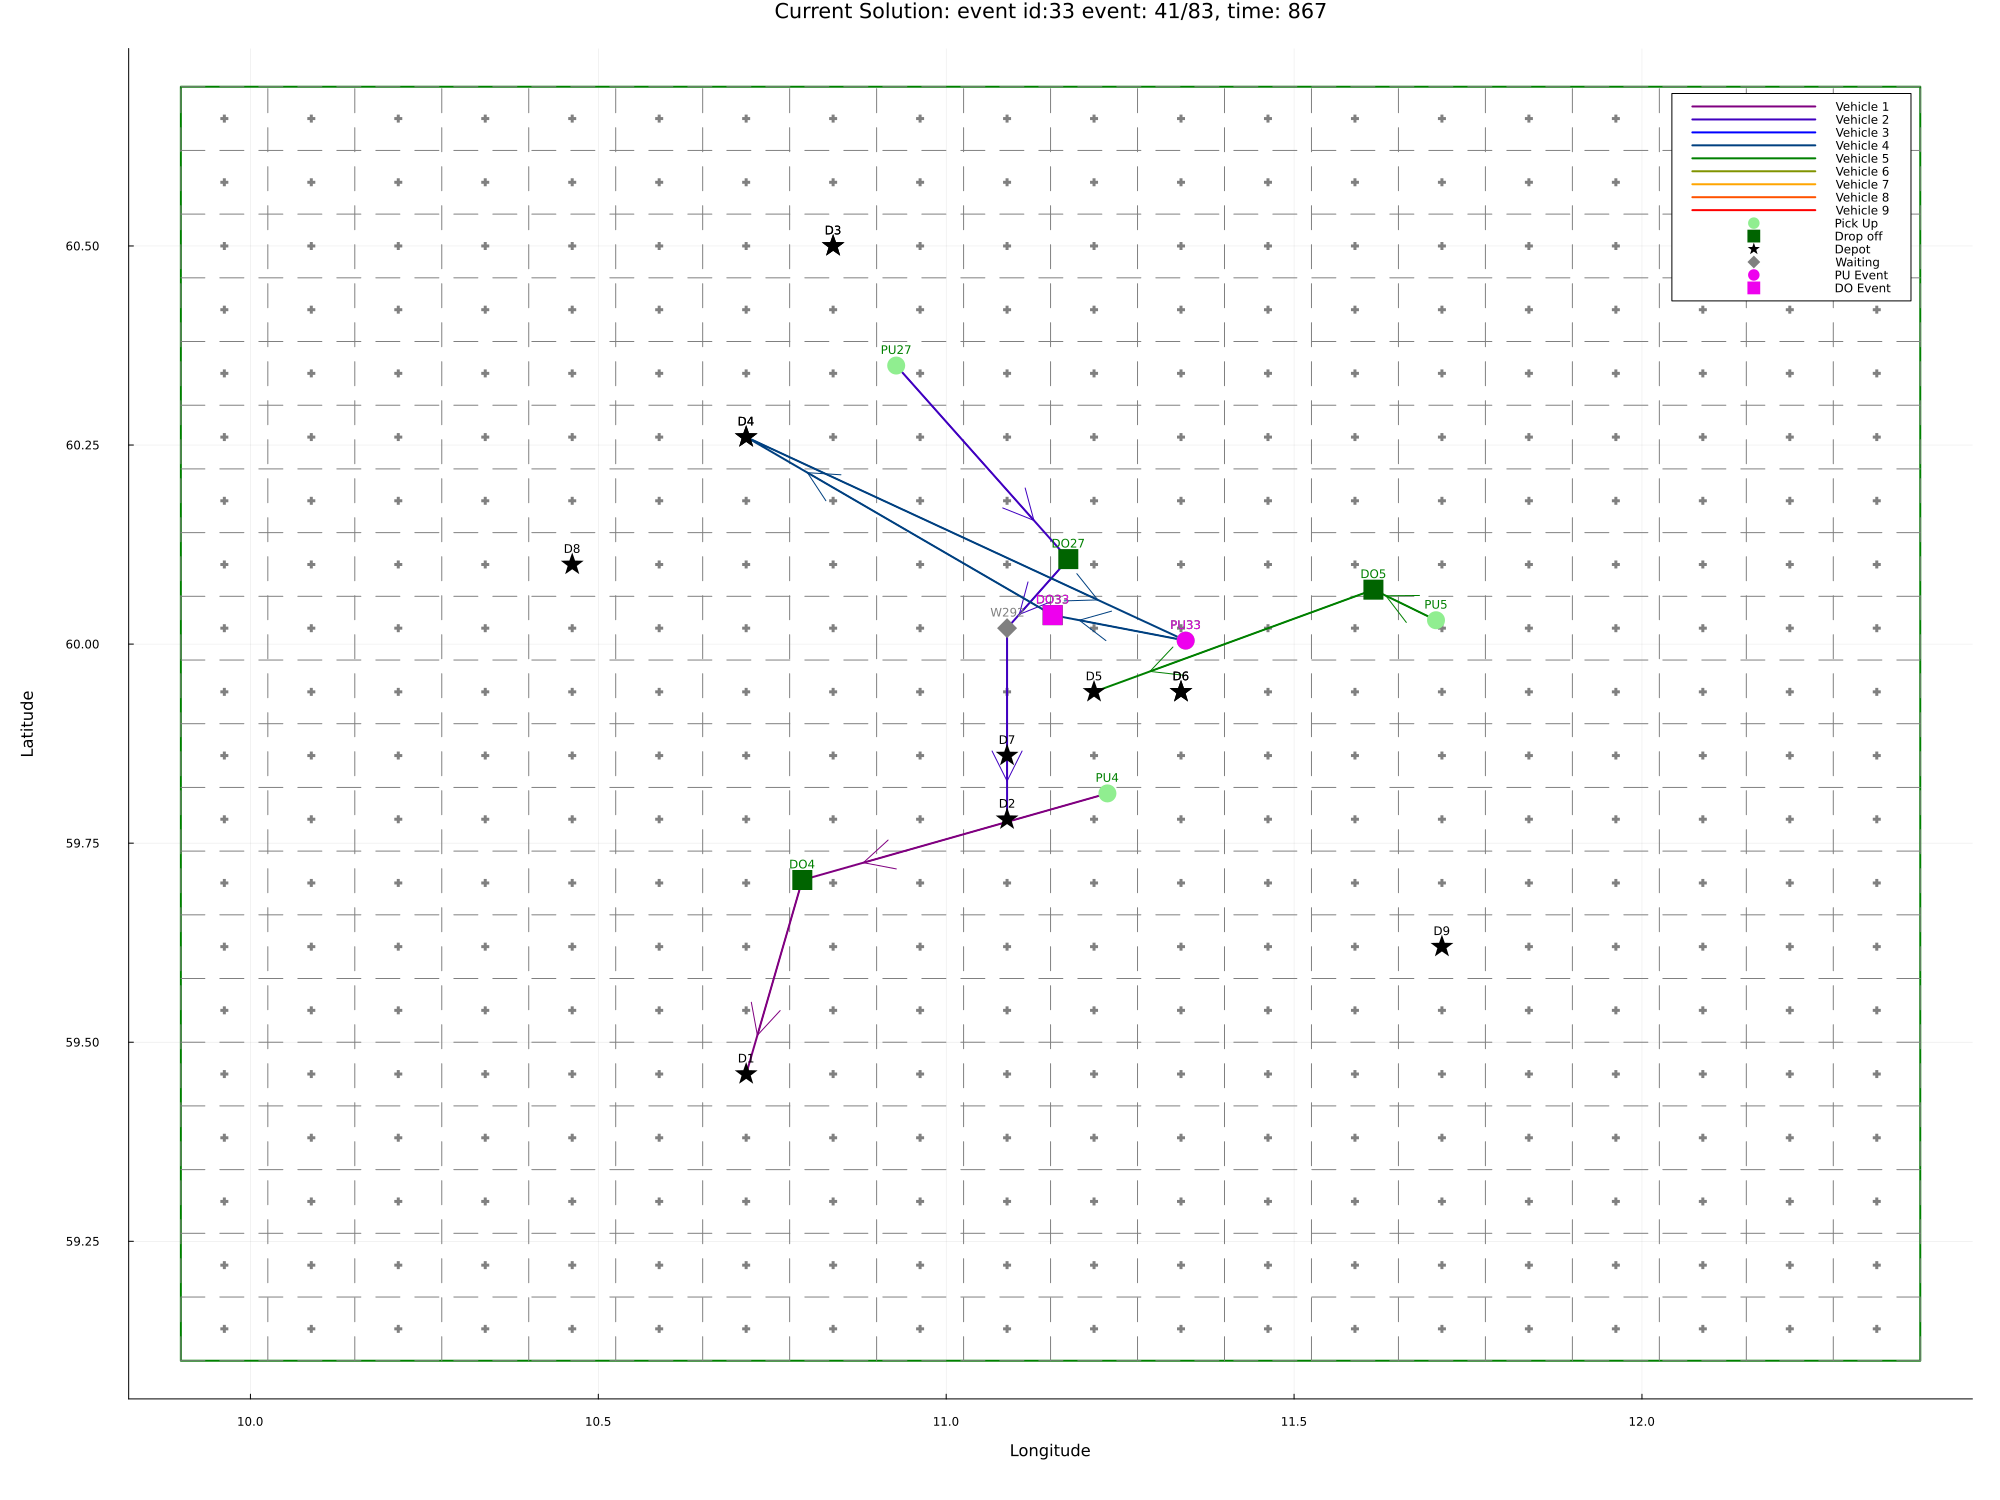 Current Solution: event id:33 event: 41/83, time: 867
Vehicle 1
Vehicle 2
Vehicle 3
Vehicle 4
Vehicle 5
Vehicle 6
Vehicle 7
Vehicle 8
Vehicle 9
Pick Up
Drop off
Depot
Waiting
PU Event
DO Event
D3
PU27
D4
DO27
D8
DO5
DO33
PU5
PU33
D5
D6
D7
PU4
D2
DO4
D9
D1
60.50
60.25
60.00
59.75
59.50
59.25
Latitude
10.0
10.5
11.0
11.5
12.0
Longitude